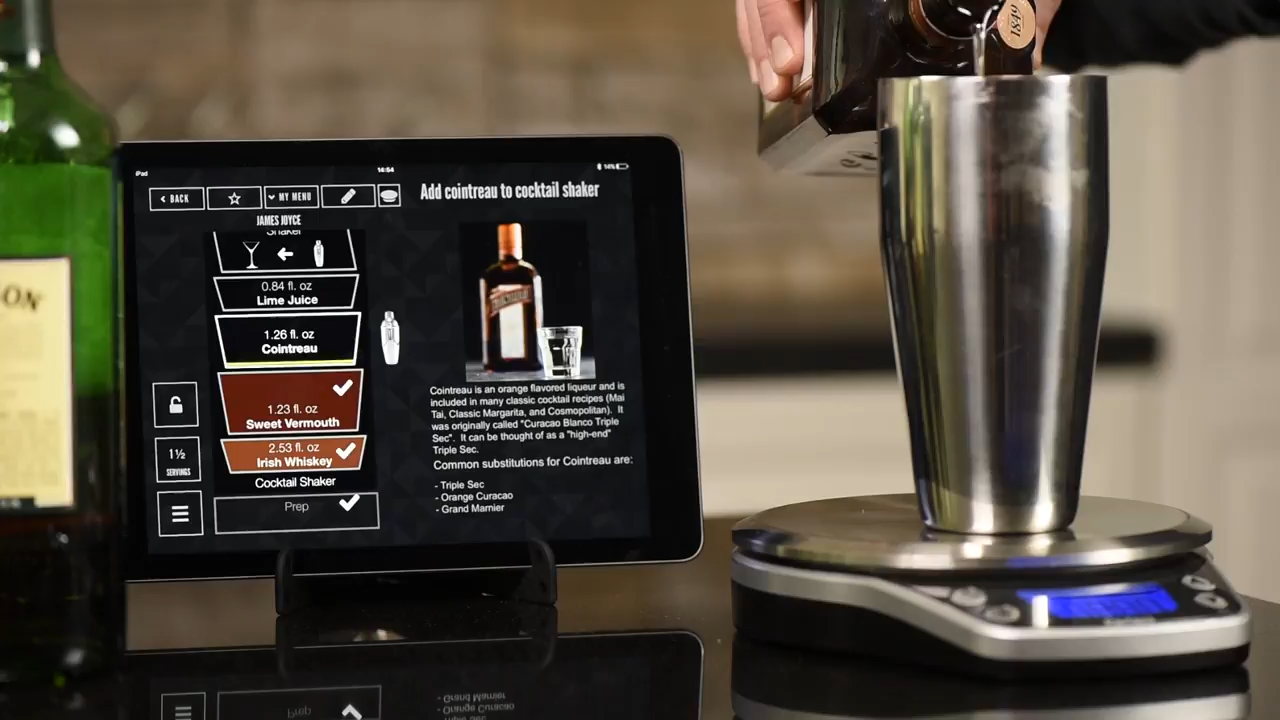 ON
1849
iPad
14:54
14%
BACK
MY MENU
Add cointreau to cocktail shaker
JAMES JOYCE
Shaker
0.84 fl. oz
Lime Juice
1.26 fl. oz
Cointreau
1.23 fl. oz
Sweet Vermouth
2.53 fl. oz
Irish Whiskey
Cocktail Shaker
Prep
1½
SERVINGS
Cointreau is an orange flavored liqueur and is
included in many classic cocktail recipes (Mai
Tai, Classic Margarita, and Cosmopolitan). It
was originally called "Curacao Blanco Triple
Sec". It can be thought of as a "high-end"
Triple Sec.
Common substitutions for Cointreau are:
- Triple Sec
- Orange Curacao
- Grand Marnier